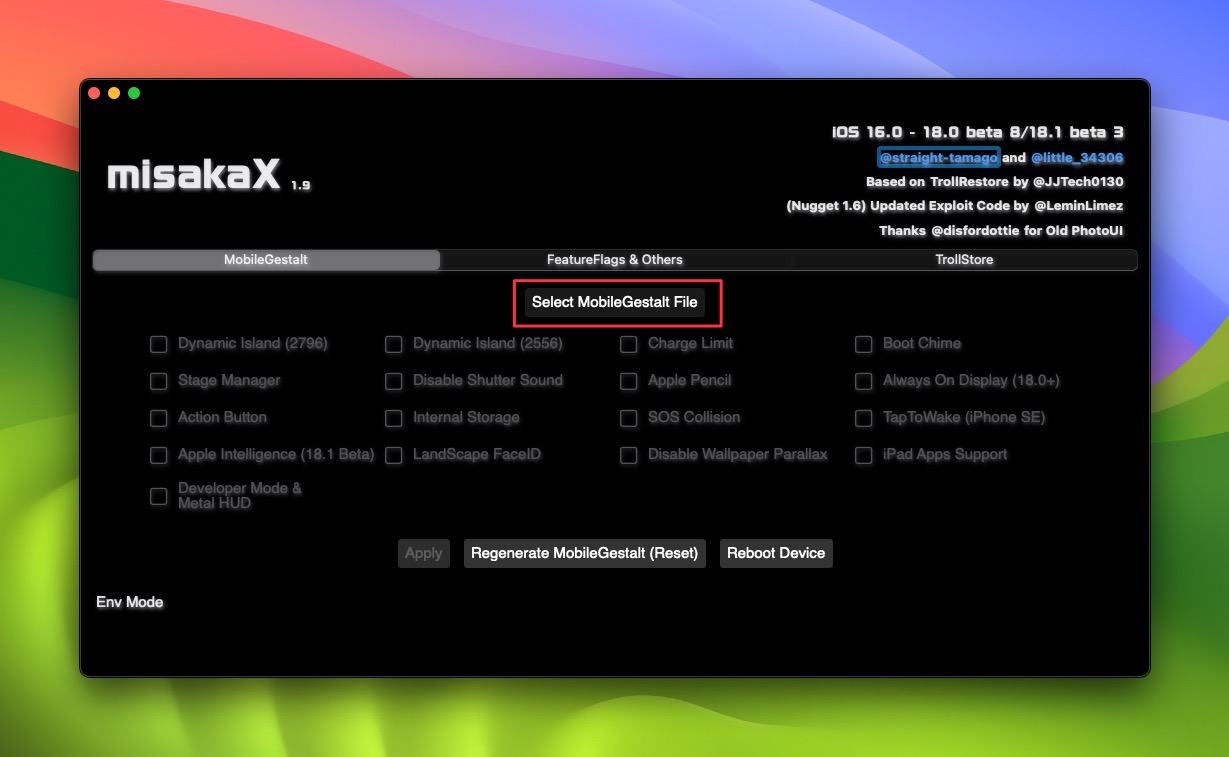 iOS 16.0 - 18.0 beta 8/18.1 beta 3
misakaX 1.9
@straight-tamago and @little_34306
Based on TrollRestore by @JJTech0130
(Nugget 1.6) Updated Exploit Code by @LeminLimez
Thanks @disfordottie for Old PhotoUI
MobileGestalt FeatureFlags & Others TrollStore
Select MobileGestalt File
Dynamic Island (2796) Dynamic Island (2556) Charge Limit Boot Chime
Stage Manager Disable Shutter Sound Apple Pencil Always On Display (18.0+)
Action Button Internal Storage SOS Collision TapToWake (iPhone SE)
Apple Intelligence (18.1 Beta) LandScape FaceID Disable Wallpaper Parallax iPad Apps Support
Developer Mode &
Metal HUD
Apply Regenerate MobileGestalt (Reset) Reboot Device
Env Mode